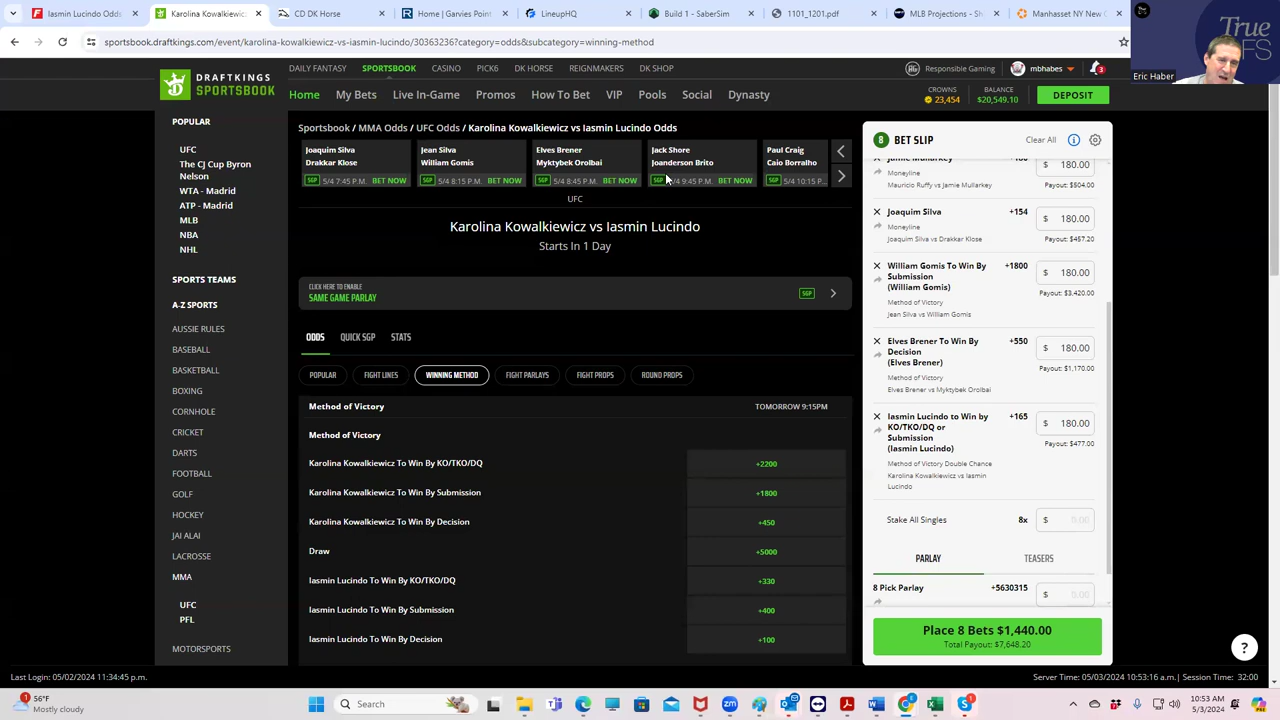 Iasmin Lucindo Odds
Karolina Kowalkiewicz
CD DK Horse
Home | Garvies Point
LineupHQ
Build 1 - SaberSim
1101_1201.pdf
MLB Projections - S
Manhasset NY New C
sportsbook.draftkings.com/event/karolina-kowalkiewicz-vs-iasmin-lucindo/30363236?category=odds&subcategory=winning-method
True
FS
Eric Haber
DRAFTKINGS
SPORTSBOOK
DAILY FANTASY SPORTSBOOK CASINO PICK6 HORSE REIGNMAKERS DK SHOP
Responsible Gaming mbhabes 3
Home My Bets Live In-Game Promos How To Bet VIP Pools Social Dynasty
CROWNS
23,454
BALANCE
$20,549.10
DEPOSIT
POPULAR
UFC
The CJ Cup Byron
Nelson
WTA - Madrid
ATP - Madrid
MLB
NBA
NHL
SPORTS TEAMS
A-Z SPORTS
AUSSIE RULES
BASEBALL
BASKETBALL
BOXING
CORNHOLE
CRICKET
DARTS
FOOTBALL
GOLF
HOCKEY
JAI ALAI
LACROSSE
MMA
UFC
PFL
MOTORSPORTS
Sportsbook / MMA Odds / UFC Odds / Karolina Kowalkiewicz vs Iasmin Lucindo Odds
Joaquim Silva
Drakkar Klose
SGP 5/4 7:45 P.M. BET NOW
Jean Silva
William Gomis
SGP 5/4 8:15 P.M. BET NOW
Elves Brener
Myktybek Orolbai
SGP 5/4 8:45 P.M. BET NOW
Jack Shore
Joanderson Brito
SGP 5/4 9:45 P.M. BET NOW
Paul Craig
Caio Borralho
SGP 5/4 10:15 P...
UFC
Karolina Kowalkiewicz vs Iasmin Lucindo
Starts In 1 Day
CLICK HERE TO ENABLE
SAME GAME PARLAY
SGP
ODDS QUICK SGP STATS
POPULAR FIGHT LINES WINNING METHOD FIGHT PARLAYS FIGHT PROPS ROUND PROPS
Method of Victory TOMORROW 9:15PM
Method of Victory
Karolina Kowalkiewicz To Win By KO/TKO/DQ +2200
Karolina Kowalkiewicz To Win By Submission +1800
Karolina Kowalkiewicz To Win By Decision +450
Draw +5000
Iasmin Lucindo To Win By KO/TKO/DQ +330
Iasmin Lucindo To Win By Submission +400
Iasmin Lucindo To Win By Decision +100
8 BET SLIP Clear All
Jamie Mullarkey +180 $ 180.00
Moneyline
Mauricio Ruffy vs Jamie Mullarkey Payout: $504.00
Joaquim Silva +154 $ 180.00
Moneyline
Joaquim Silva vs Drakkar Klose Payout: $457.20
William Gomis To Win By +1800 $ 180.00
Submission
(William Gomis) Payout: $3,420.00
Method of Victory
Jean Silva vs William Gomis
Elves Brener To Win By +550 $ 180.00
Decision
(Elves Brener) Payout: $1,170.00
Method of Victory
Elves Brener vs Myktybek Orolbai
Iasmin Lucindo to Win by +165 $ 180.00
KO/TKO/DQ or
Submission Payout: $477.00
(Iasmin Lucindo)
Method of Victory Double Chance
Karolina Kowalkiewicz vs Iasmin
Lucindo
Stake All Singles 8x $ 0.00
PARLAY TEASERS
8 Pick Parlay +5630315 $ 0.00
Place 8 Bets $1,440.00
Total Payout: $7,648.20
?
Last Login: 05/02/2024 11:34:45 p.m.
Server Time: 05/03/2024 10:53:16 a.m.| Session Time: 32:00
1
56°F
Mostly cloudy
Search
zm
1
10:53 AM
5/3/2024